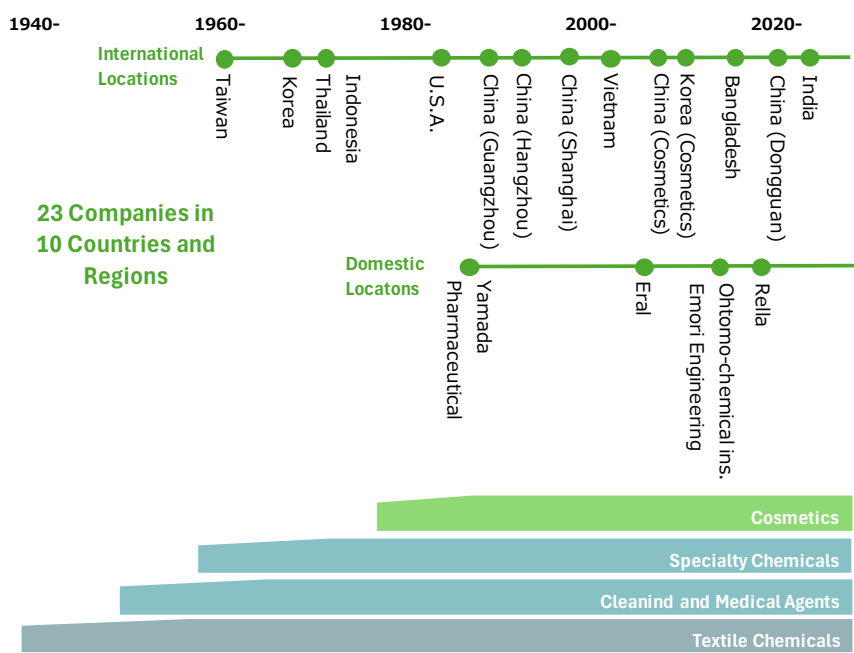 1940- 1960- 1980- 2000- 2020-
International
Locations
Taiwan
Korea
Thailand
Indonesia
U.S.A.
China (Guangzhou)
China (Hangzhou)
China (Shanghai)
Vietnam
China (Cosmetics)
Korea (Cosmetics)
Bangladesh
China (Dongguan)
India
23 Companies in
10 Countries and
Regions
Domestic
Locatons
Yamada
Pharmaceutical
Eral
Emori Engineering
Ohtomo-chemical ins.
Rella
Cosmetics
Specialty Chemicals
Cleanind and Medical Agents
Textile Chemicals